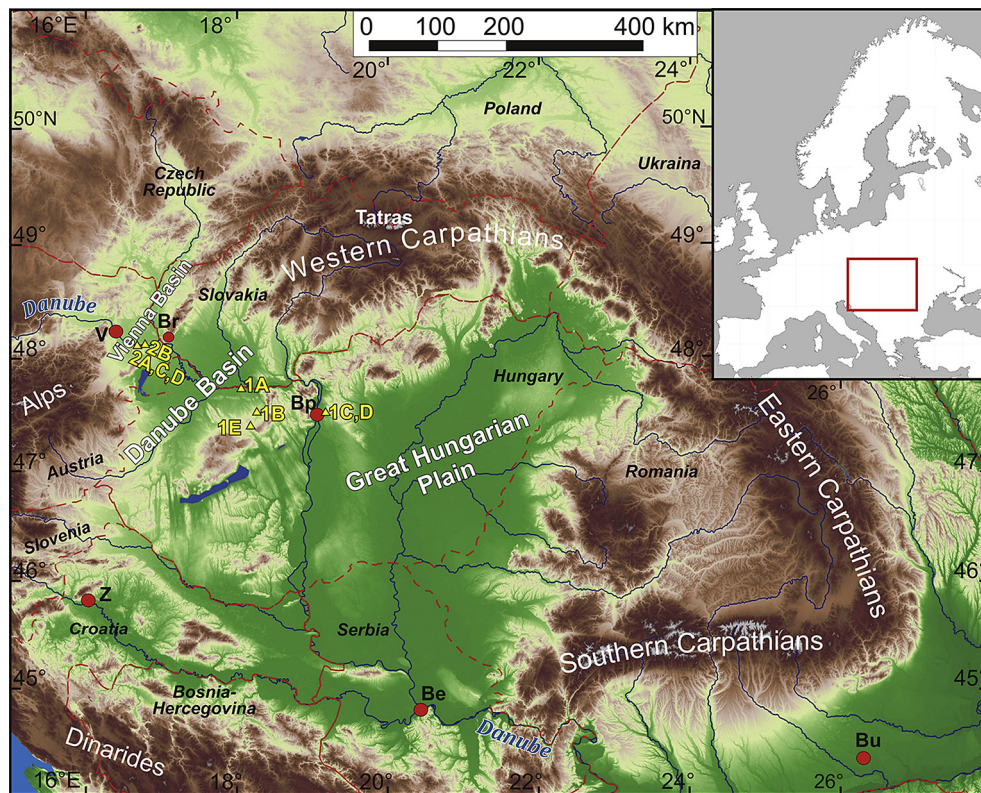 16°E
18°
0
100
200
400 km
20°
22°
24°
50°N
50°
Poland
Ukraina
Czech
Republic
Tatras
49°
49°
Western Carpathians
Slovakia
Danube
Vienna Basin
V
Br
48°
2B
2A,C,D
48°
Danube Basin
1A
Hungary
26°
Alps
Bp
1B
1C,D
1E
Great Hungarian
Plain
Eastern Carpathians
Austria
47°
47
Romania
Slovenia
46°
46
Z
Croatia
Serbia
Southern Carpathians
45°
45
Bosnia-
Hercegovina
Be
Danube
Dinarides
Bu
16°E
18°
20°
22°
24°
26°